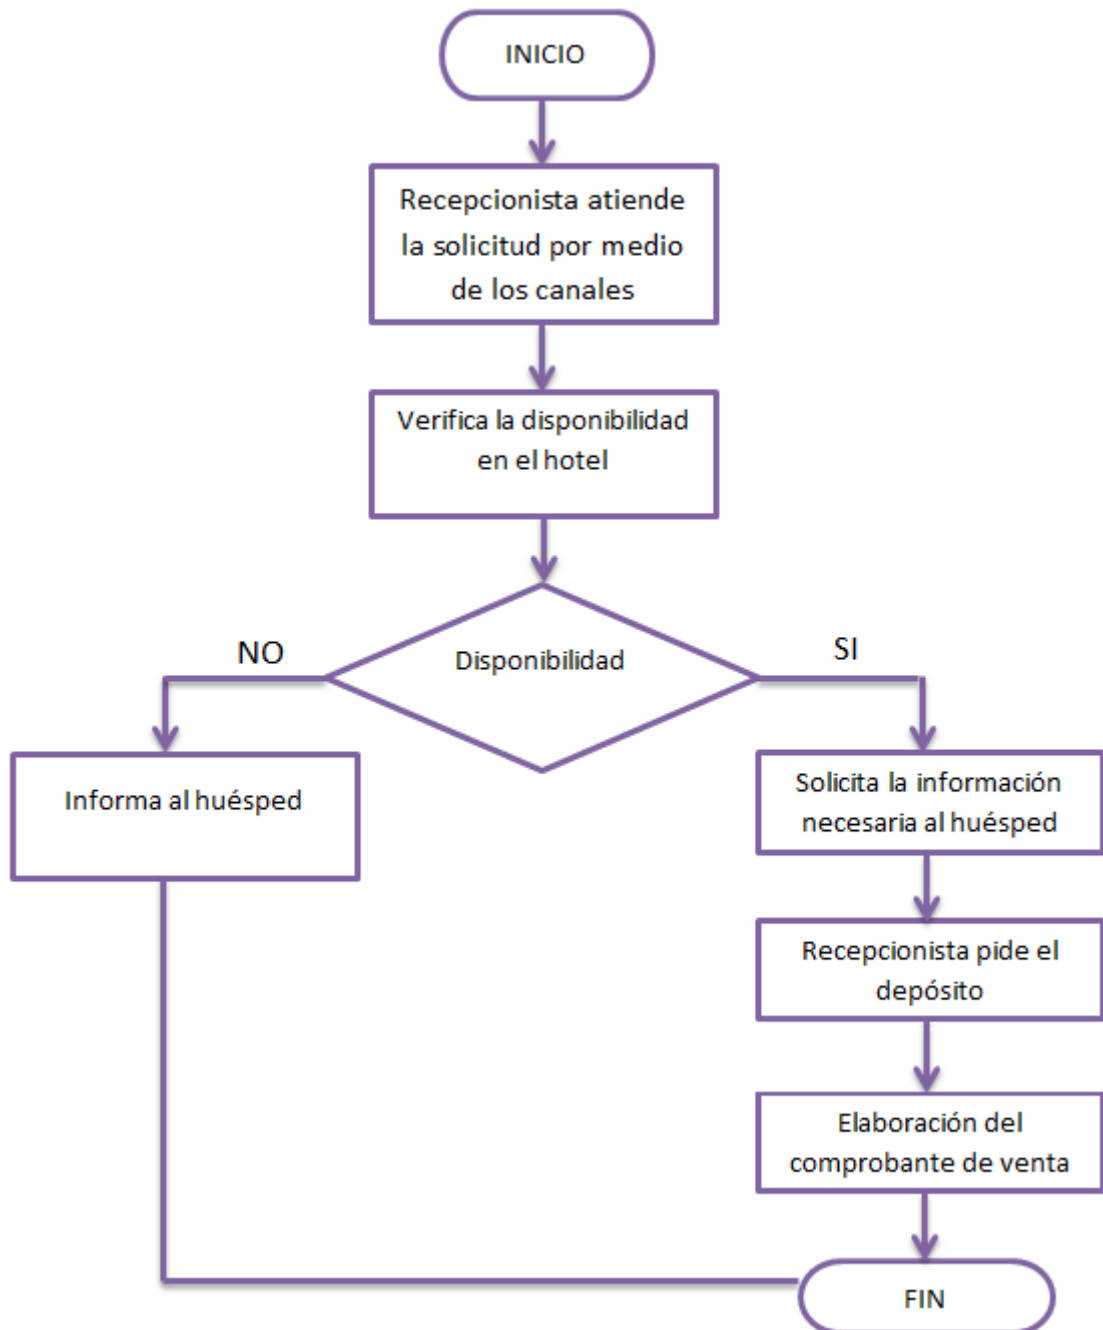 INICIO
Recepcionista atiende
la solicitud por medio
de los canales
Verifica la disponibilidad
en el hotel
Disponibilidad
NO
SI
Informa al huésped
Solicita la información
necesaria al huésped
Recepcionista pide el
depósito
Elaboración del
comprobante de venta
FIN